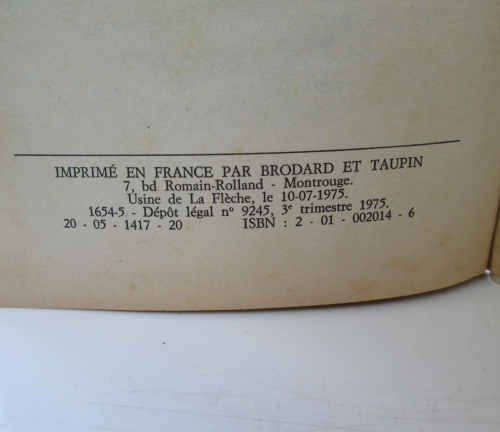 IMPRIMÉ EN FRANCE PAR BRODARD ET TAUPIN
7, bd Romain-Rolland - Montrouge.
Usine de La Flèche, le 10-07-1975.
1654-5 - Dépôt légal nº 9245, 3e trimestre 1975.
20 - 05 - 1417 - 20 ISBN : 2 - 01 - 002014 - 6